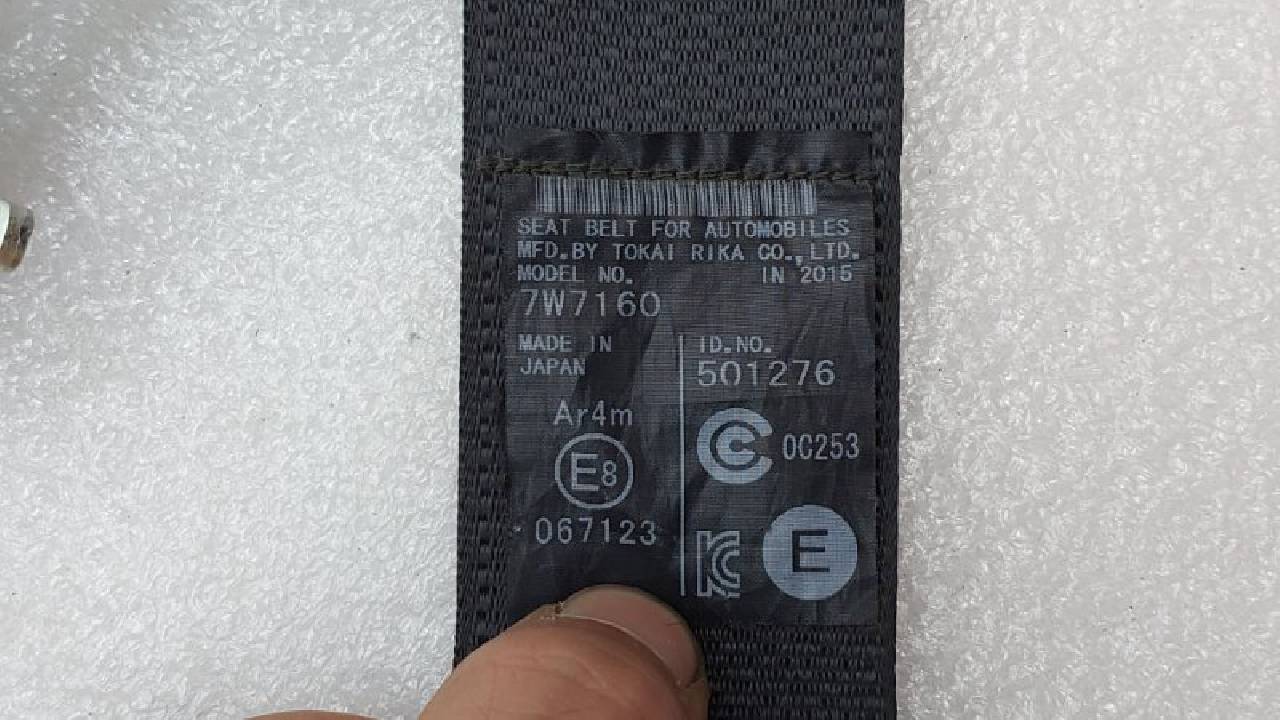 SEAT BELT FOR AUTOMOBILES
MFD.BY TOKAI RIKA CO.,LTD.
MODEL NO. IN 2015
7W7160
MADE IN
JAPAN
ID.NO.
501276
Ar4m
E8
067123
0C253
E